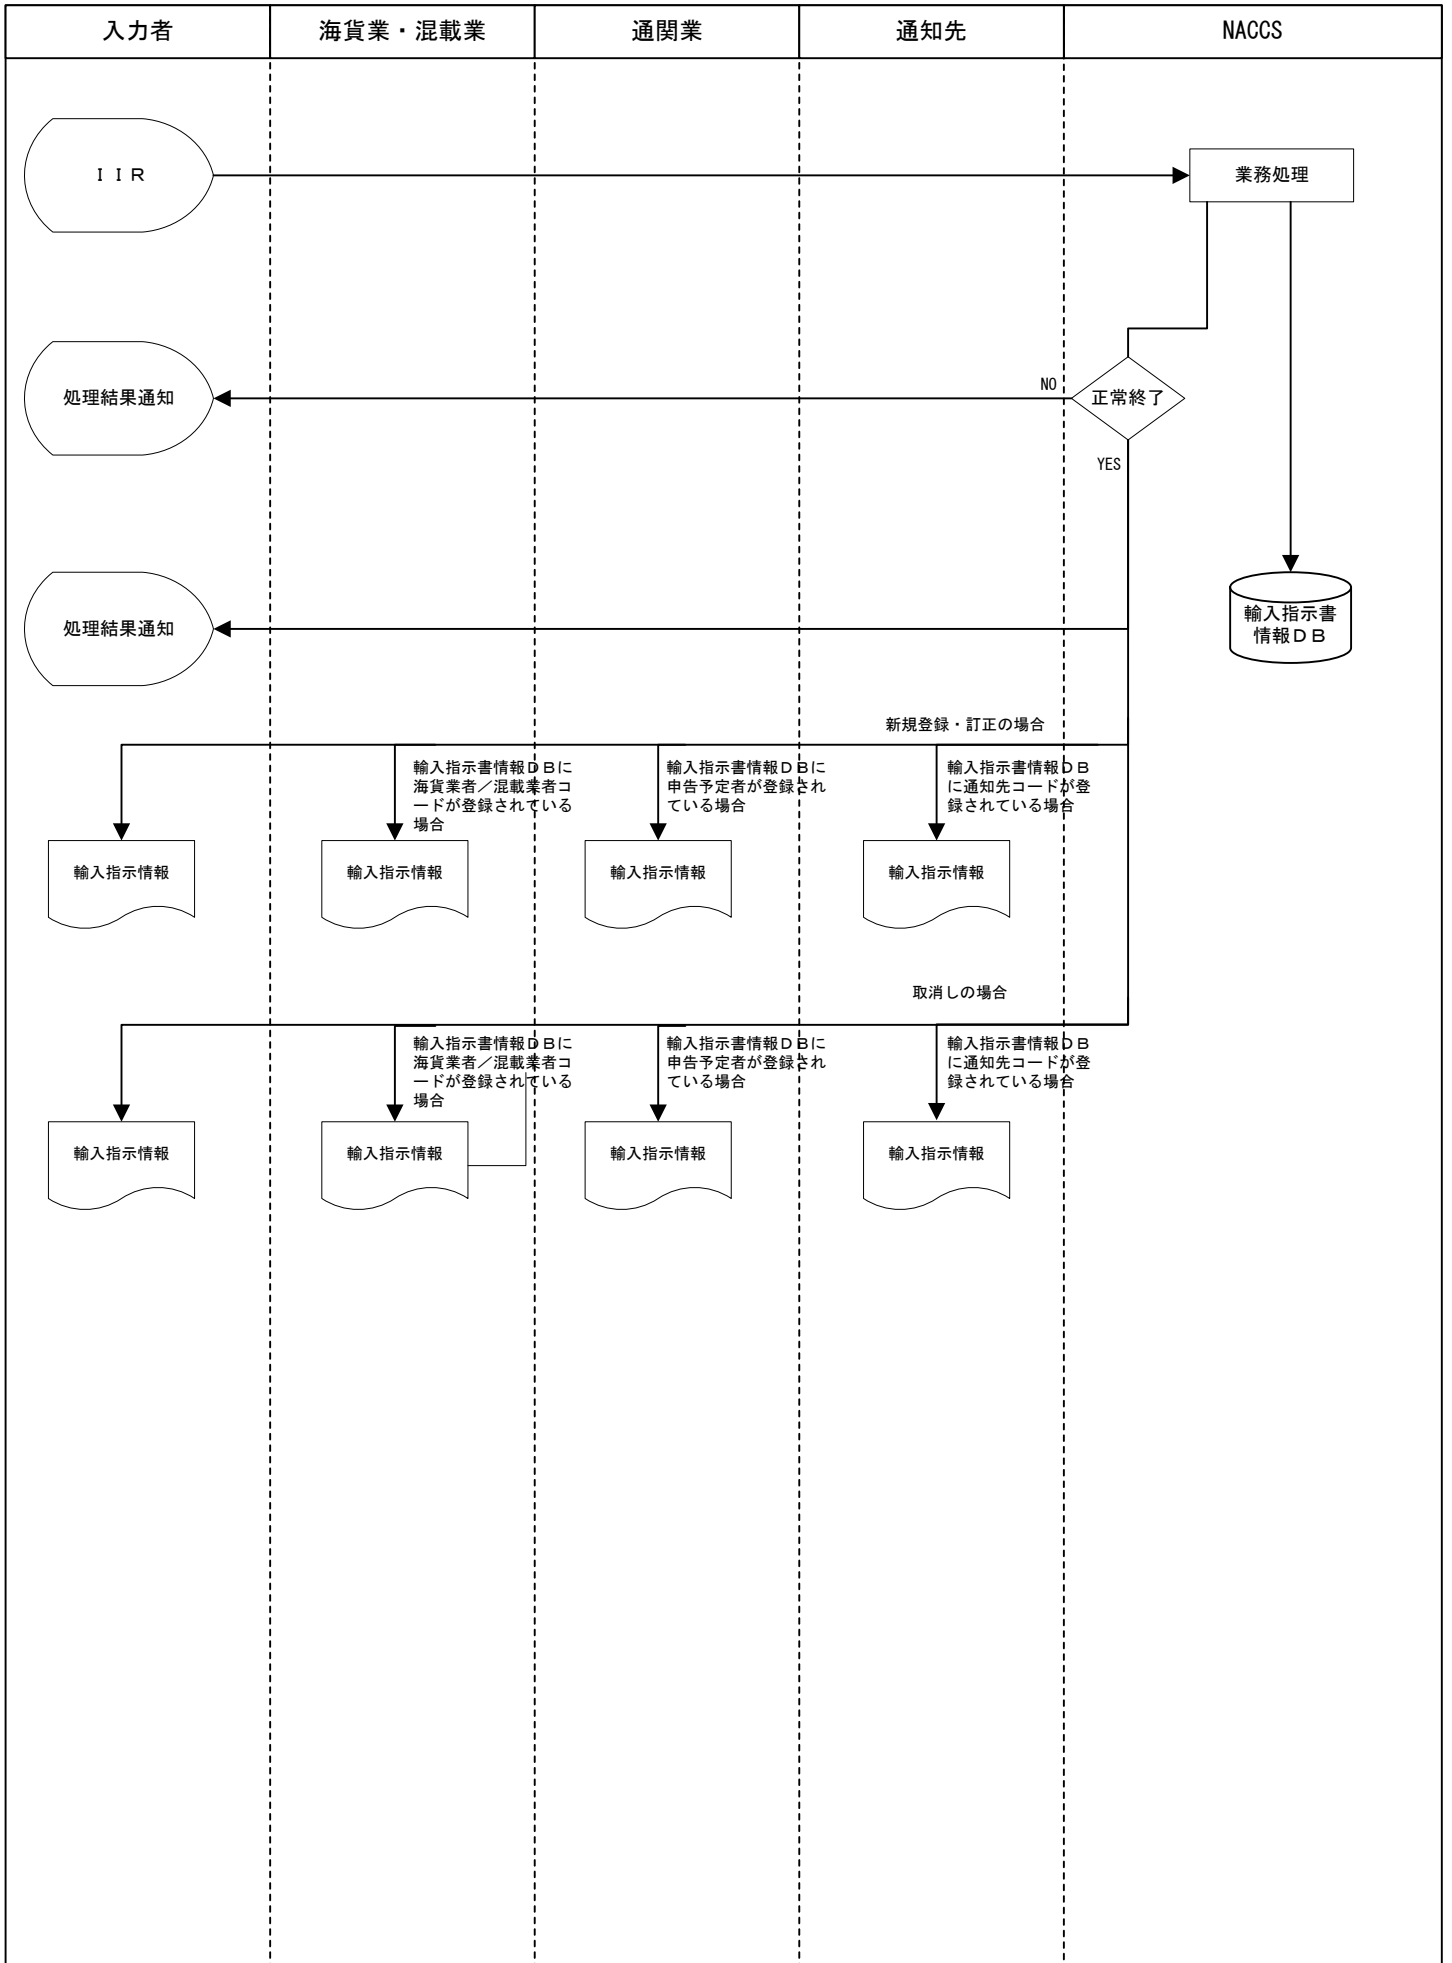 入力者
海貨業・混載業
通関業
通知先
NACCS
ＩＩＲ
業務処理
処理結果通知
NO
正常終了
YES
処理結果通知
輸入指示書
情報ＤＢ
新規登録・訂正の場合
輸入指示書情報ＤＢに
海貨業者／混載業者コ
ードが登録されている
場合
輸入指示書情報ＤＢに
申告予定者が登録され
ている場合
輸入指示書情報ＤＢ
に通知先コードが登
録されている場合
輸入指示情報
輸入指示情報
輸入指示情報
輸入指示情報
取消しの場合
輸入指示書情報ＤＢに
海貨業者／混載業者コ
ードが登録されている
場合
輸入指示書情報ＤＢに
申告予定者が登録され
ている場合
輸入指示書情報ＤＢ
に通知先コードが登
録されている場合
輸入指示情報
輸入指示情報
輸入指示情報
輸入指示情報